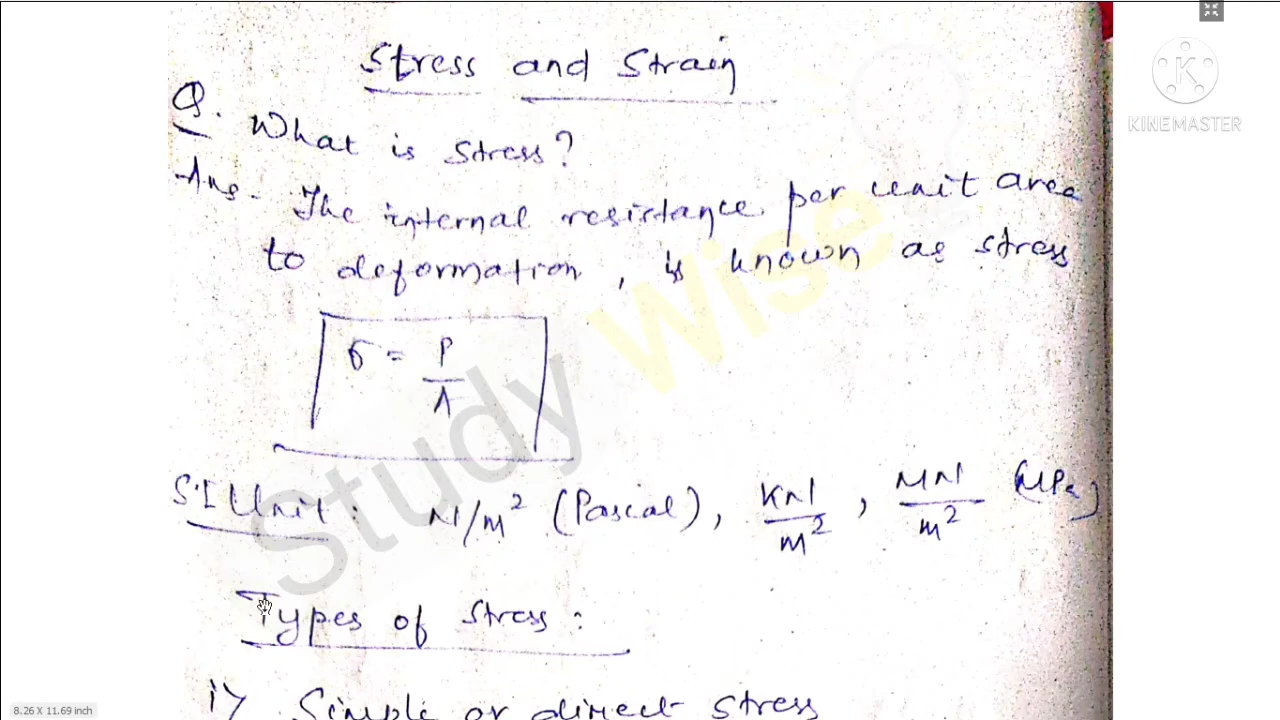 Stress and Strain
Q. What is Stress?
Ans. The internal resistance per unit area
to deformation, is known as stress
σ = P/A
S.I Unit: N/m² (Pascal), KN/m², MN/m² (MPa)
Types of Stress:
i> Simple or direct stress
Study Wise
KINEMASTER
8.26 X 11.69 inch